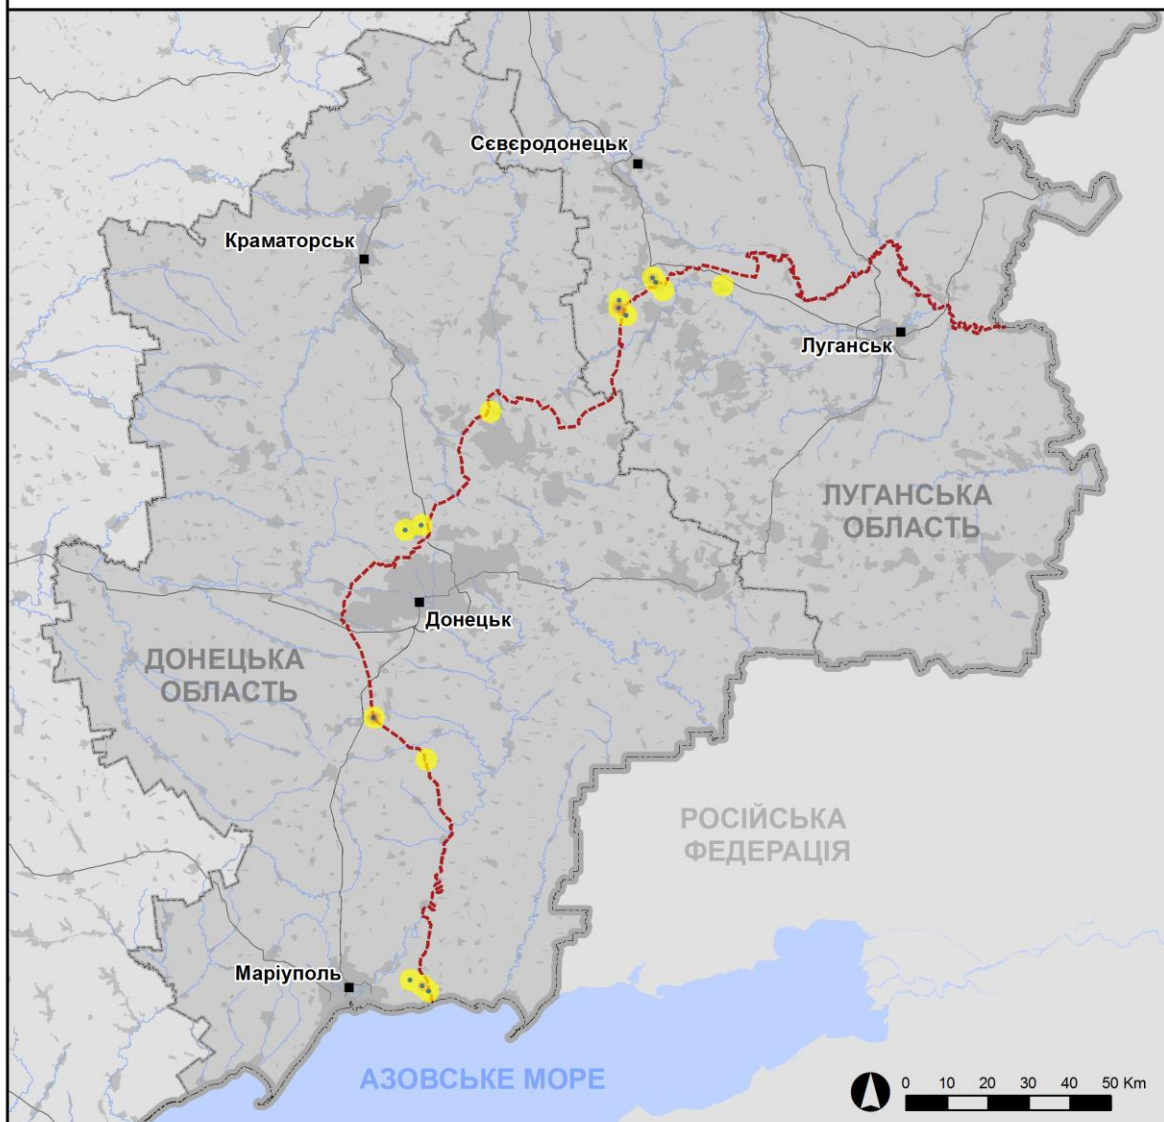 Сєвєродонецьк
Краматорськ
Луганськ
ЛУГАНСЬКА
ОБЛАСТЬ
Донецьк
ДОНЕЦЬКА
ОБЛАСТЬ
РОСІЙСЬКА
ФЕДЕРАЦІЯ
Маріуполь
АЗОВСЬКЕ МОРЕ
0 10 20 30 40 50 Km